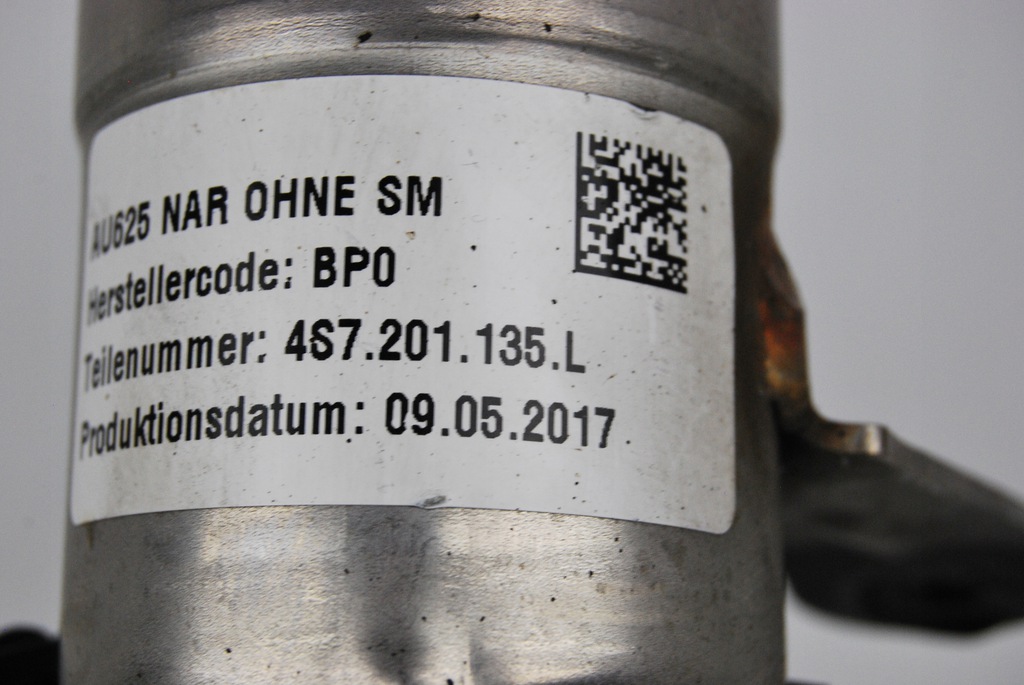 AU625 NAR OHNE SM
Herstellercode: BP0
Teilenummer: 4S7.201.135.L
Produktionsdatum: 09.05.2017